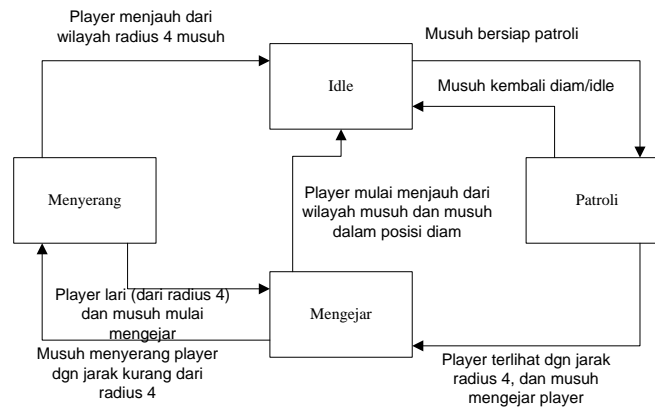 Player menjauh dari
wilayah radius 4 musuh
Musuh bersiap patroli
Idle
Musuh kembali diam/idle
Menyerang
Player mulai menjauh dari
wilayah musuh dan musuh
dalam posisi diam
Patroli
Player lari (dari radius 4)
dan musuh mulai
mengejar
Mengejar
Musuh menyerang player
dgn jarak kurang dari
radius 4
Player terlihat dgn jarak
radius 4, dan musuh
mengejar player